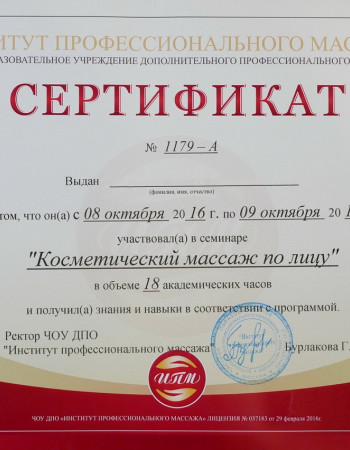 ИТУТ ПРОФЕССИОНАЛЬНОГО МАС
АЗОВАТЕЛЬНОЕ УЧРЕЖДЕНИЕ ДОПОЛНИТЕЛЬНОГО ПРОФЕССИОНАЛЬНОГО
СЕРТИФИКАТ
№ 1179 – А
Выдан
(фамилия, имя, отчество)
том, что он(а) с 08 октября 2016 г. по 09 октября 20
участвовал(а) в семинаре
"Косметический массаж по лицу"
в объеме 18 академических часов
и получил(а) знания и навыки в соответствии с программой.
Ректор ЧОУ ДПО
"Институт профессионального массажа"
Бурлакова Г.
ИПМ
ЧОУ ДПО «ИНСТИТУТ ПРОФЕССИОНАЛЬНОГО МАССАЖА» ЛИЦЕНЗИЯ № 037183 от 29 февраля 2016г.